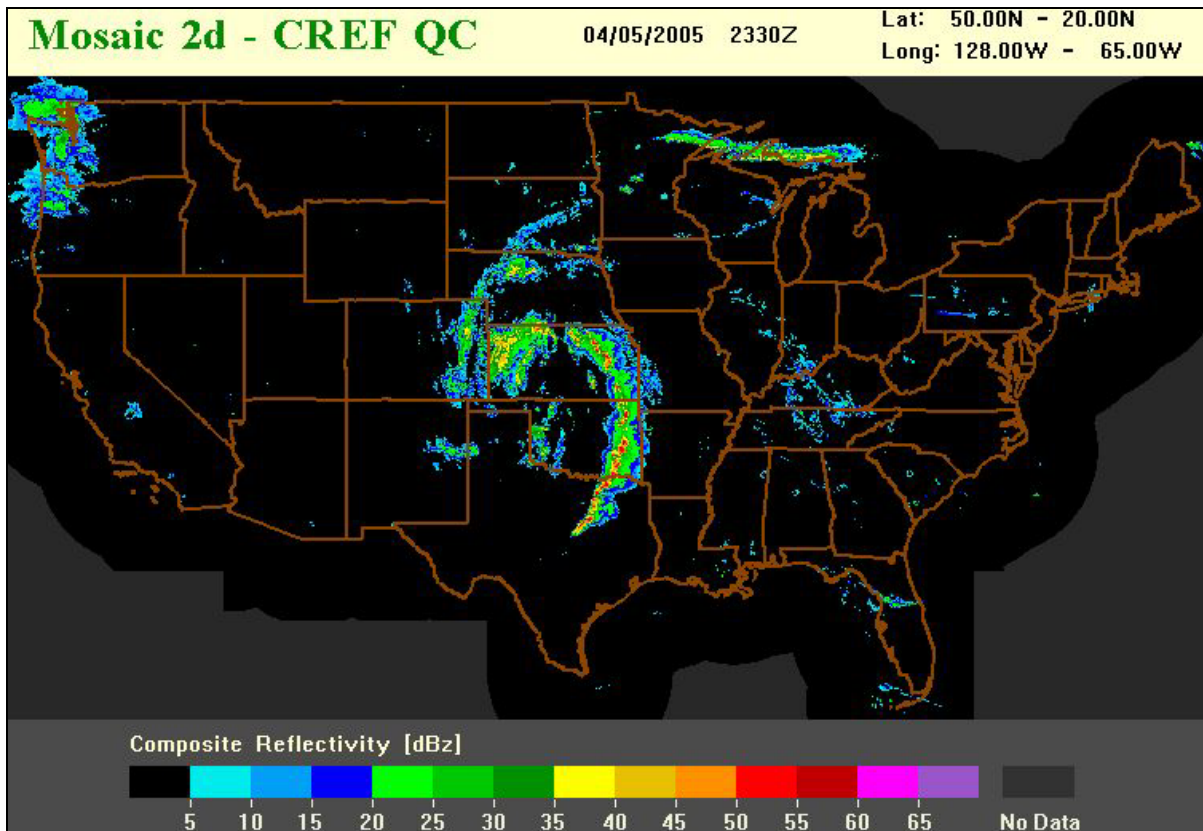 Mosaic 2d - CREF QC
04/05/2005 2330Z
Lat: 50.00N - 20.00N
Long: 128.00W - 65.00W
Composite Reflectivity [dBz]
5 10 15 20 25 30 35 40 45 50 55 60 65 No Data